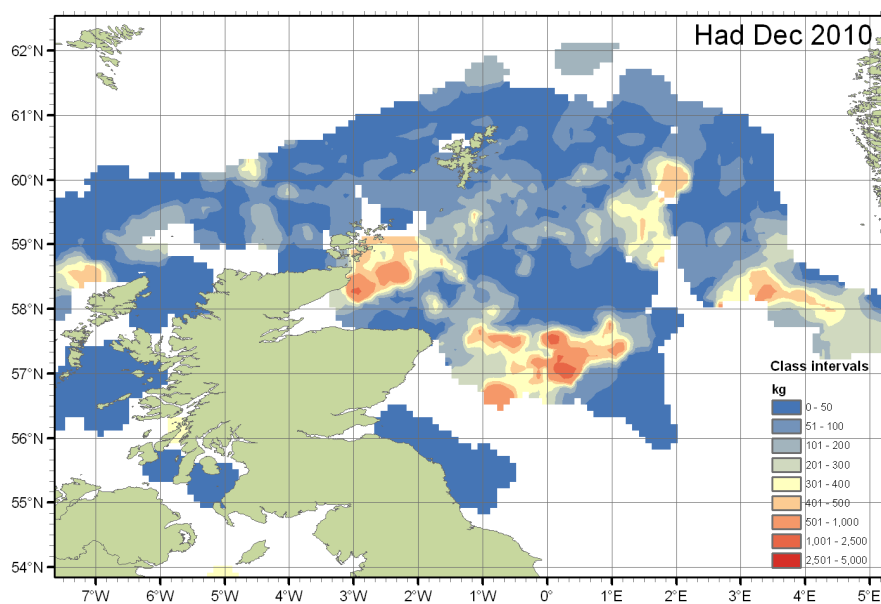 Had Dec 2010
62°N
61°N
60°N
59°N
58°N
57°N
56°N
55°N
54°N
Class intervals
kg
0 - 50
51 - 100
101 - 200
201 - 300
301 - 400
401 - 500
501 - 1,000
1,001 - 2,500
2,501 - 5,000
7°W 6°W 5°W 4°W 3°W 2°W 1°W 0° 1°E 2°E 3°E 4°E 5°E